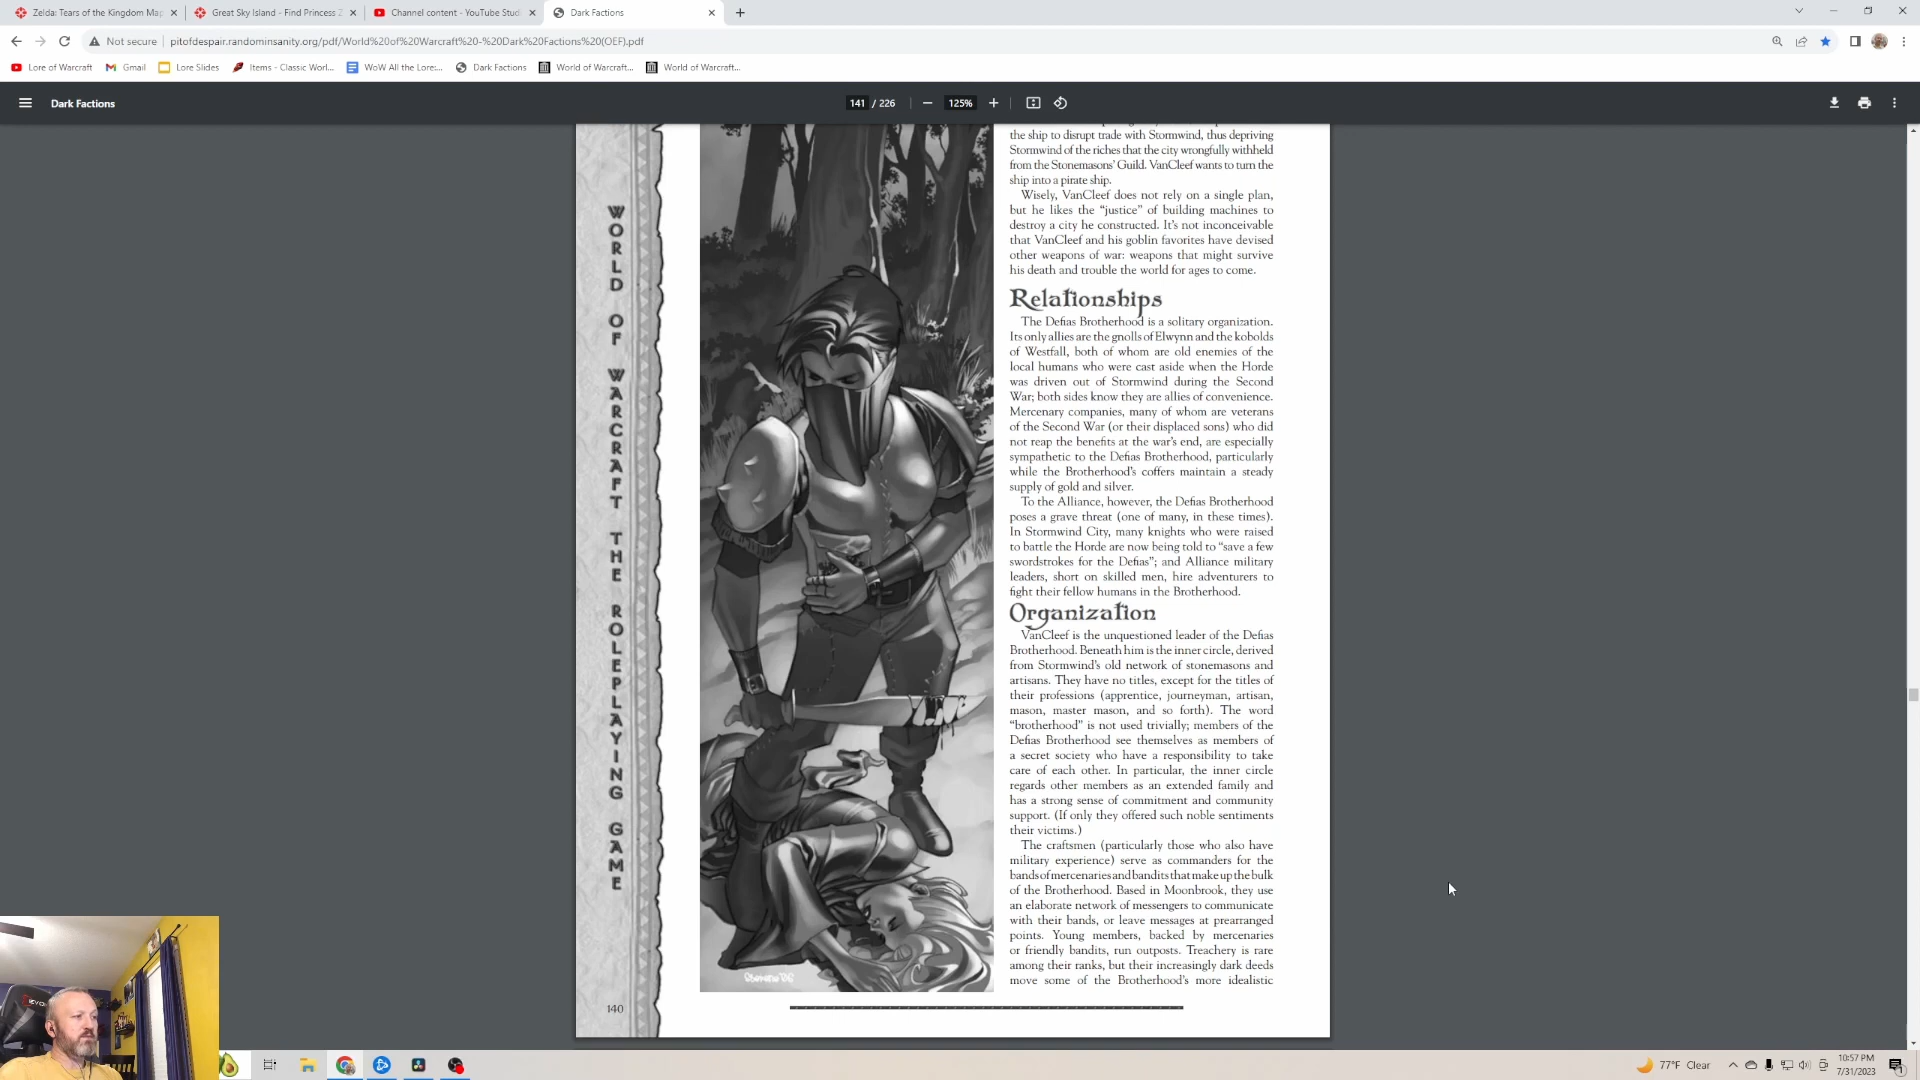 Zelda: Tears of the Kingdom Map
Great Sky Island - Find Princess Z
Channel content - YouTube Studi
Dark Factions
Not secure
pitofdespair.randominsanity.org/pdf/World%20of%20Warcraft%20-%20Dark%20Factions%20(OEF).pdf
Lore of Warcraft
Gmail
Lore Slides
Items - Classic Worl...
WoW All the Lore:...
Dark Factions
World of Warcraft...
World of Warcraft...
Dark Factions
141 / 226
125%
WORLD OF WARCRAFT THE ROLEPLAYING GAME
the ship to disrupt trade with Stormwind, thus depriving
Stormwind of the riches that the city wrongfully withheld
from the Stonemasons' Guild. VanCleef wants to turn the
ship into a pirate ship.
Wisely, VanCleef does not rely on a single plan,
but he likes the “justice” of building machines to
destroy a city he constructed. It's not inconceivable
that VanCleef and his goblin favorites have devised
other weapons of war: weapons that might survive
his death and trouble the world for ages to come.
Relationships
The Defias Brotherhood is a solitary organization.
Its only allies are the gnolls of Elwynn and the kobolds
of Westfall, both of whom are old enemies of the
local humans who were cast aside when the Horde
was driven out of Stormwind during the Second
War; both sides know they are allies of convenience.
Mercenary companies, many of whom are veterans
of the Second War (or their displaced sons) who did
not reap the benefits at the war's end, are especially
sympathetic to the Defias Brotherhood, particularly
while the Brotherhood's coffers maintain a steady
supply of gold and silver.
To the Alliance, however, the Defias Brotherhood
poses a grave threat (one of many, in these times).
In Stormwind City, many knights who were raised
to battle the Horde are now being told to “save a few
swordstrokes for the Defias”; and Alliance military
leaders, short on skilled men, hire adventurers to
fight their fellow humans in the Brotherhood.
Organization
VanCleef is the unquestioned leader of the Defias
Brotherhood. Beneath him is the inner circle, derived
from Stormwind's old network of stonemasons and
artisans. They have no titles, except for the titles of
their professions (apprentice, journeyman, artisan,
mason, master mason, and so forth). The word
“brotherhood” is not used trivially; members of the
Defias Brotherhood see themselves as members of
a secret society who have a responsibility to take
care of each other. In particular, the inner circle
regards other members as an extended family and
has a strong sense of commitment and community
support. (If only they offered such noble sentiments
their victims.)
The craftsmen (particularly those who also have
military experience) serve as commanders for the
bands of mercenaries and bandits that make up the bulk
of the Brotherhood. Based in Moonbrook, they use
an elaborate network of messengers to communicate
with their bands, or leave messages at prearranged
points. Young members, backed by mercenaries
or friendly bandits, run outposts. Treachery is rare
among their ranks, but their increasingly dark deeds
move some of the Brotherhood's more idealistic
140
77°F Clear
10:57 PM
7/31/2023